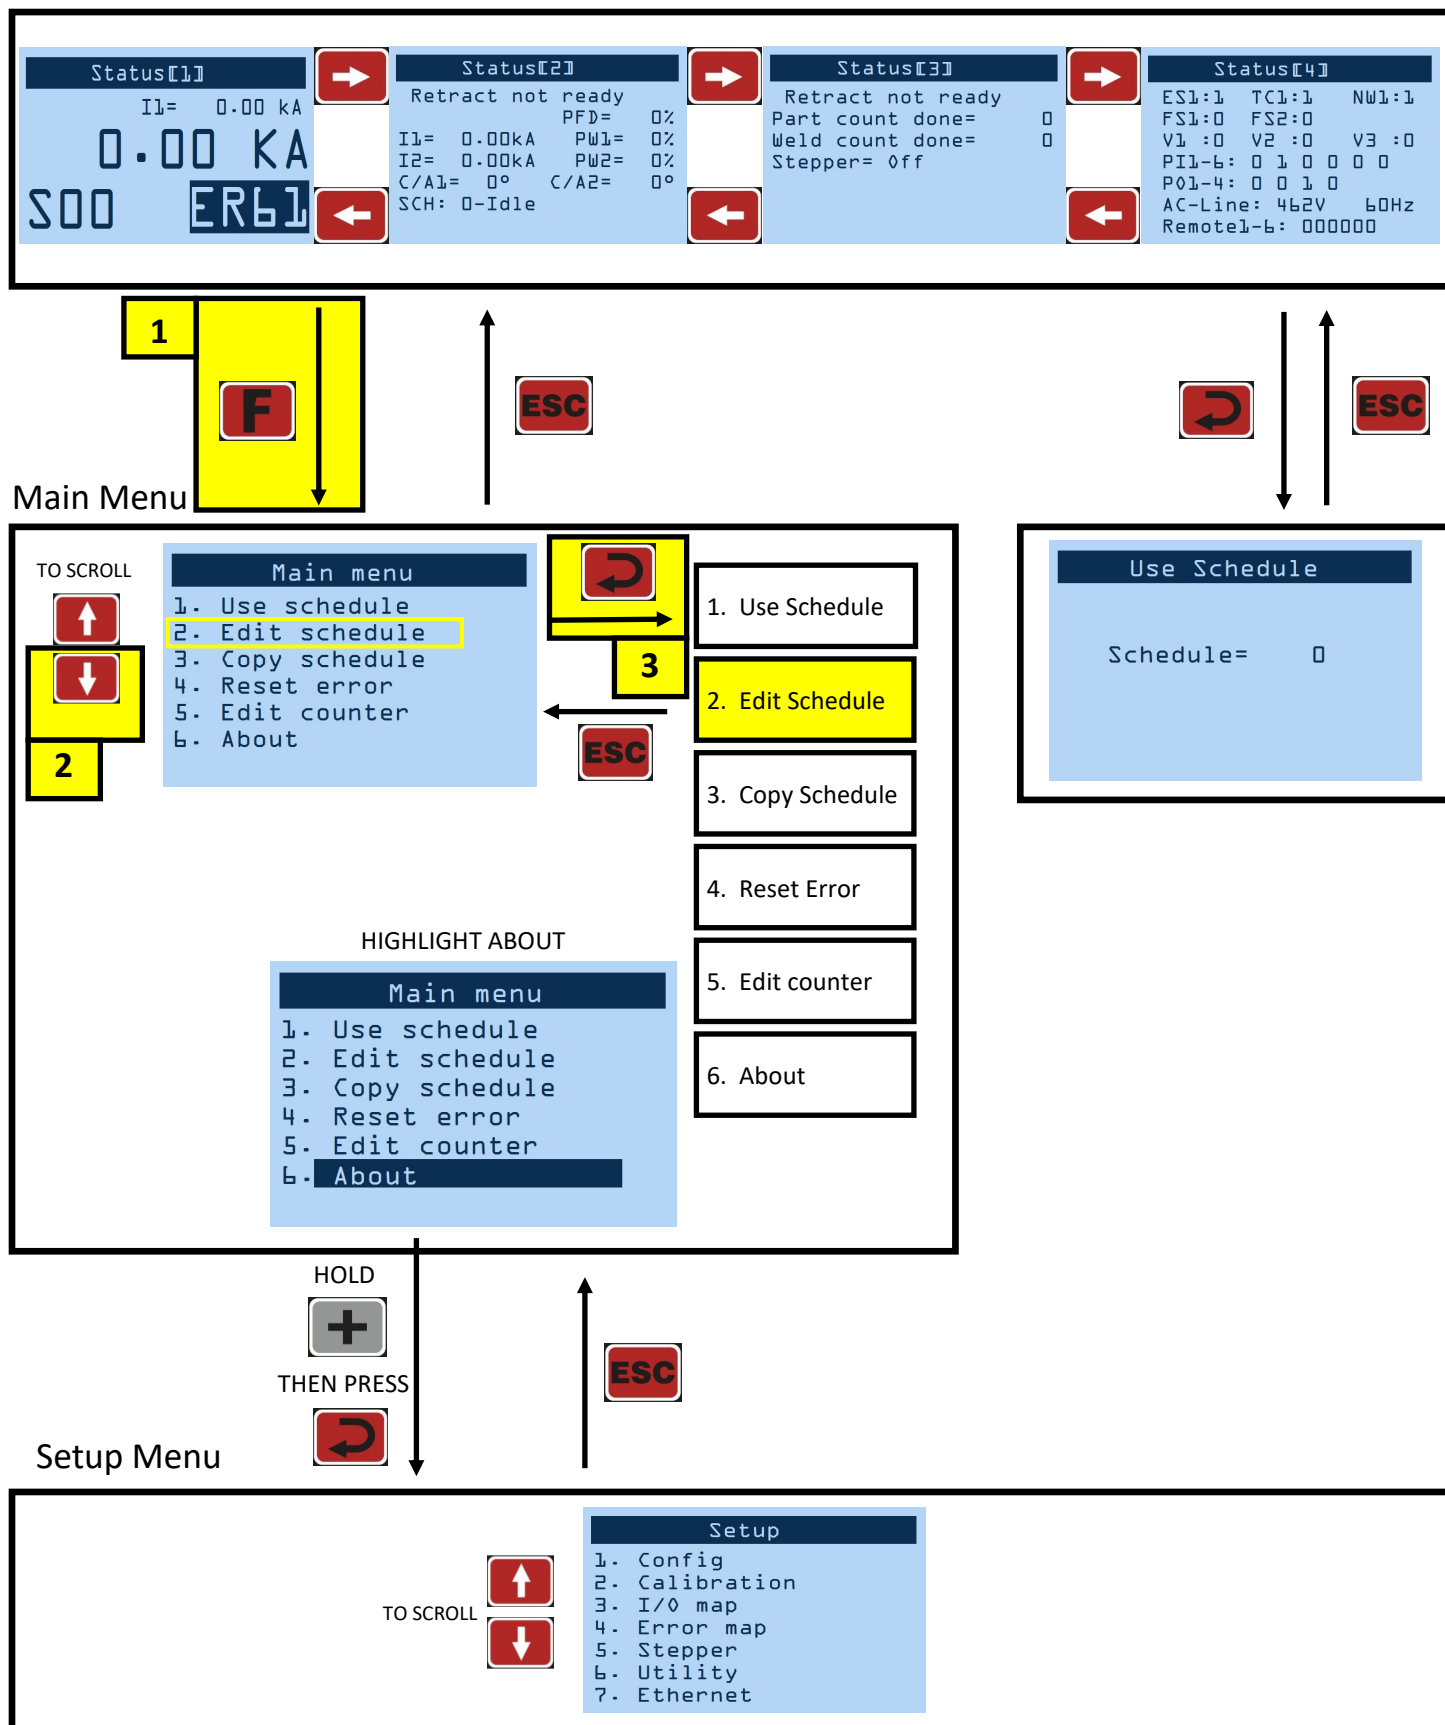 Status[1]
I1= 0.00 kA
0.00 KA
S00 ER61
Status[2]
Retract not ready
PFD= 0%
I1= 0.00kA PW1= 0%
I2= 0.00kA PW2= 0%
C/A1= 0° C/A2= 0°
SCH: 0-Idle
Status[3]
Retract not ready
Part count done= 0
Weld count done= 0
Stepper= Off
Status[4]
ES1:1 TC1:1 NW1:1
FS1:0 FS2:0
V1 :0 V2 :0 V3 :0
PI1-6: 0 1 0 0 0 0
PO1-4: 0 0 1 0
AC-Line: 462V 60Hz
Remote1-6: 000000
1
F
ESC
ESC
Main Menu
TO SCROLL
2
Main menu
1. Use schedule
2. Edit schedule
3. Copy schedule
4. Reset error
5. Edit counter
6. About
3
ESC
1. Use Schedule
2. Edit Schedule
3. Copy Schedule
4. Reset Error
5. Edit counter
6. About
Use Schedule
Schedule= 0
HIGHLIGHT ABOUT
Main menu
1. Use schedule
2. Edit schedule
3. Copy schedule
4. Reset error
5. Edit counter
6. About
HOLD
+
THEN PRESS
ESC
Setup Menu
TO SCROLL
Setup
1. Config
2. Calibration
3. I/O map
4. Error map
5. Stepper
6. Utility
7. Ethernet